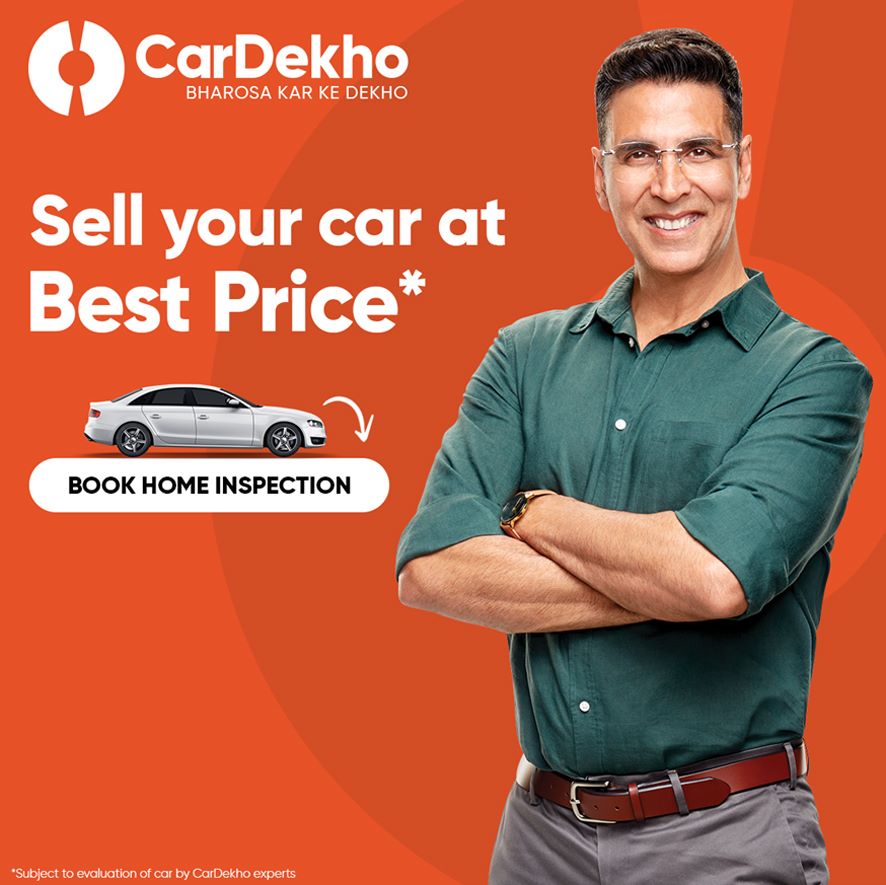 CarDekho
BHAROSA KAR KE DEKHO
Sell your car at
Best Price*
BOOK HOME INSPECTION
*Subject to evaluation of car by CarDekho experts